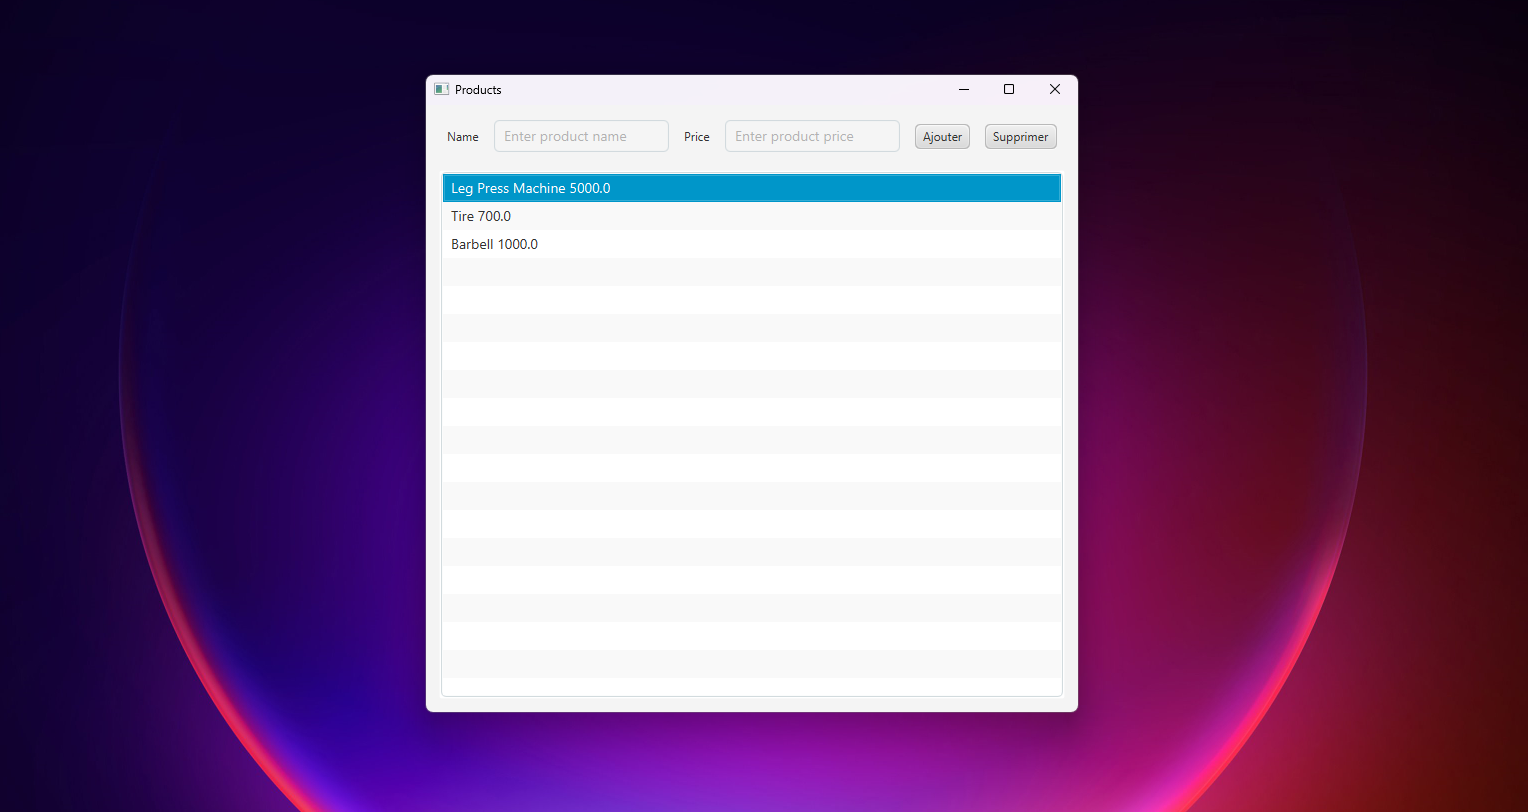 Products
Name Enter product name Price Enter product price Ajouter Supprimer
Leg Press Machine 5000.0
Tire 700.0
Barbell 1000.0